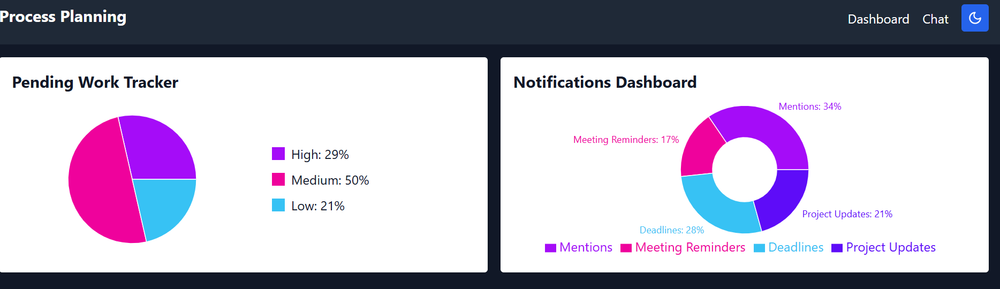 Process Planning
Dashboard Chat
Pending Work Tracker
High: 29%
Medium: 50%
Low: 21%
Notifications Dashboard
Mentions: 34%
Meeting Reminders: 17%
Project Updates: 21%
Deadlines: 28%
Mentions Meeting Reminders Deadlines Project Updates